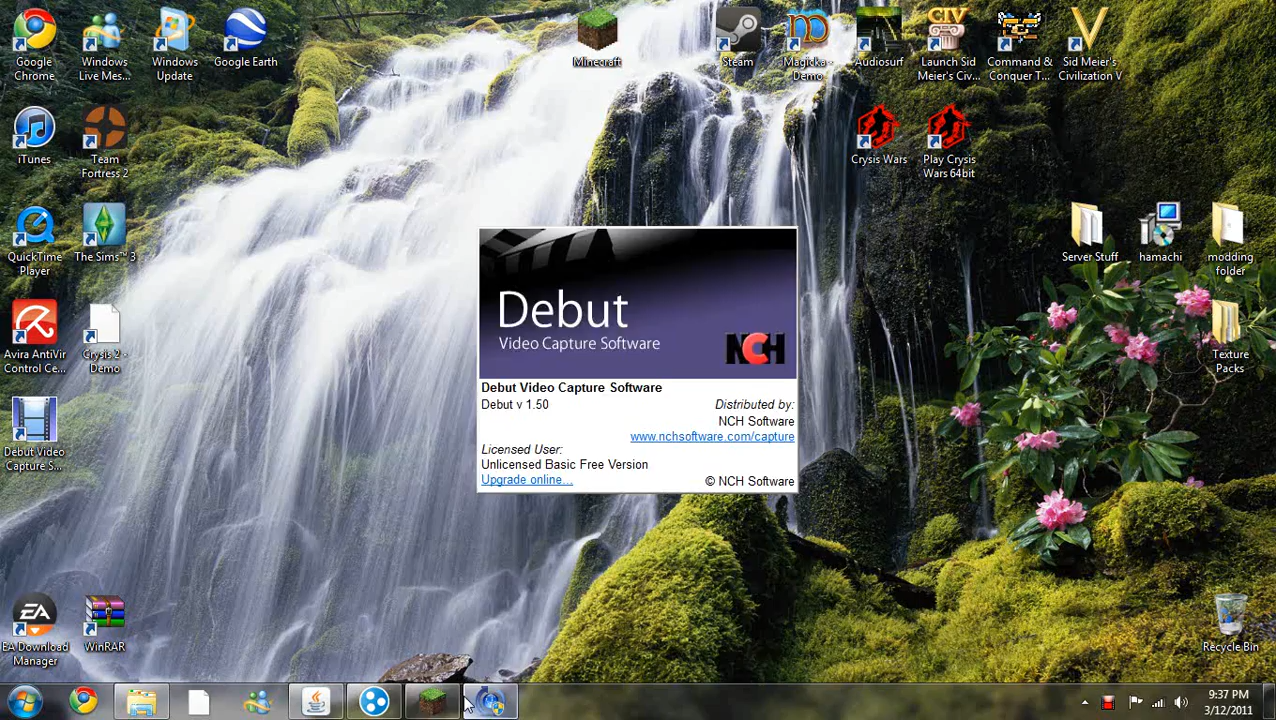 Google Chrome
Windows Live Mes...
Windows Update
Google Earth
Minecraft
Steam
Magicka - Demo
Audiosurf
CIV
Launch Sid Meier's Civ...
Command & Conquer T...
Sid Meier's Civilization V
iTunes
Team Fortress 2
Crysis Wars
Play Crysis Wars 64bit
QuickTime Player
The Sims™ 3
Server Stuff
hamachi
modding folder
Avira AntiVir Control Ce...
Crysis 2 - Demo
Texture Packs
Debut Video Capture S...
Debut
Video Capture Software
NCH
Debut Video Capture Software
Debut v 1.50
Distributed by:
NCH Software
www.nchsoftware.com/capture
Licensed User:
Unlicensed Basic Free Version
Upgrade online...
© NCH Software
EA
EA Download Manager
WinRAR
Recycle Bin
9:37 PM
3/12/2011